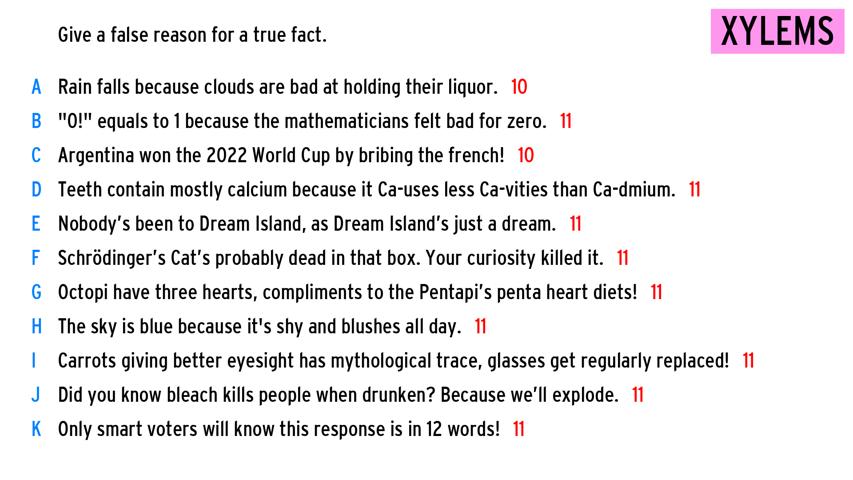 XYLEMS
Give a false reason for a true fact.
A Rain falls because clouds are bad at holding their liquor. 10
B "0!" equals to 1 because the mathematicians felt bad for zero. 11
C Argentina won the 2022 World Cup by bribing the french! 10
D Teeth contain mostly calcium because it Ca-uses less Ca-vities than Ca-dmium. 11
E Nobody's been to Dream Island, as Dream Island's just a dream. 11
F Schrödinger's Cat's probably dead in that box. Your curiosity killed it. 11
G Octopi have three hearts, compliments to the Pentapi's penta heart diets! 11
H The sky is blue because it's shy and blushes all day. 11
I Carrots giving better eyesight has mythological trace, glasses get regularly replaced! 11
J Did you know bleach kills people when drunken? Because we'll explode. 11
K Only smart voters will know this response is in 12 words! 11